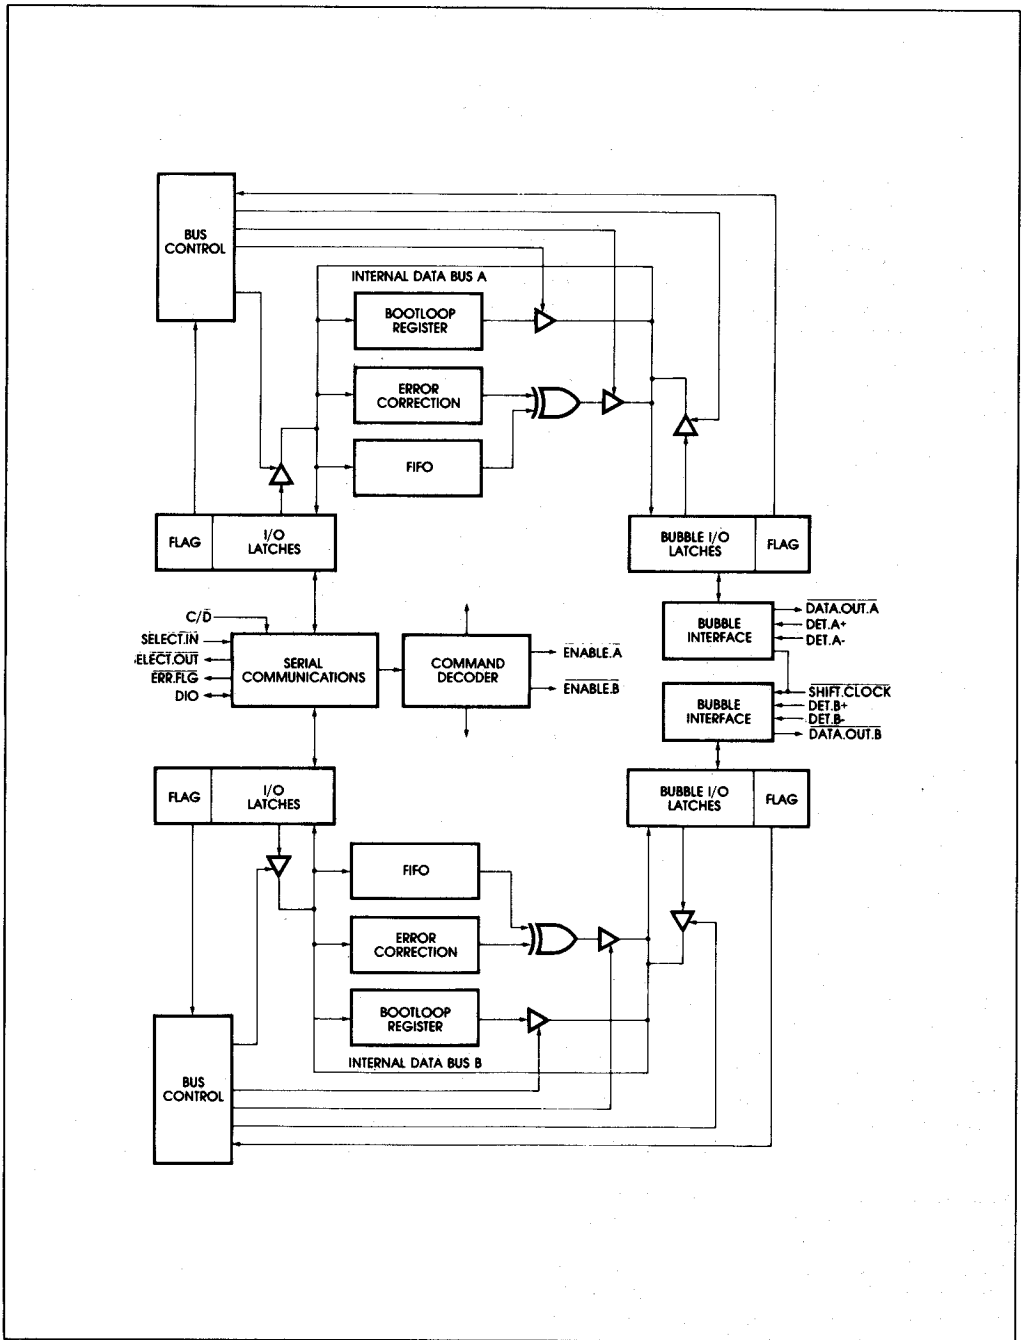 BUS
CONTROL
INTERNAL DATA BUS A
BOOTLOOP
REGISTER
ERROR
CORRECTION
FIFO
FLAG
I/O
LATCHES
BUBBLE I/O
LATCHES
FLAG
C/D̅
SELECT.IN
.ELECT.OUT
ERR.FLG
DIO
SERIAL
COMMUNICATIONS
COMMAND
DECODER
ENABLE.A
ENABLE.B
BUBBLE
INTERFACE
DATA.OUT.A
DET.A+
DET.A-
BUBBLE
INTERFACE
SHIFT.CLOCK
DET.B+
DET.B-
DATA.OUT.B
FLAG
I/O
LATCHES
BUBBLE I/O
LATCHES
FLAG
FIFO
ERROR
CORRECTION
BOOTLOOP
REGISTER
INTERNAL DATA BUS B
BUS
CONTROL